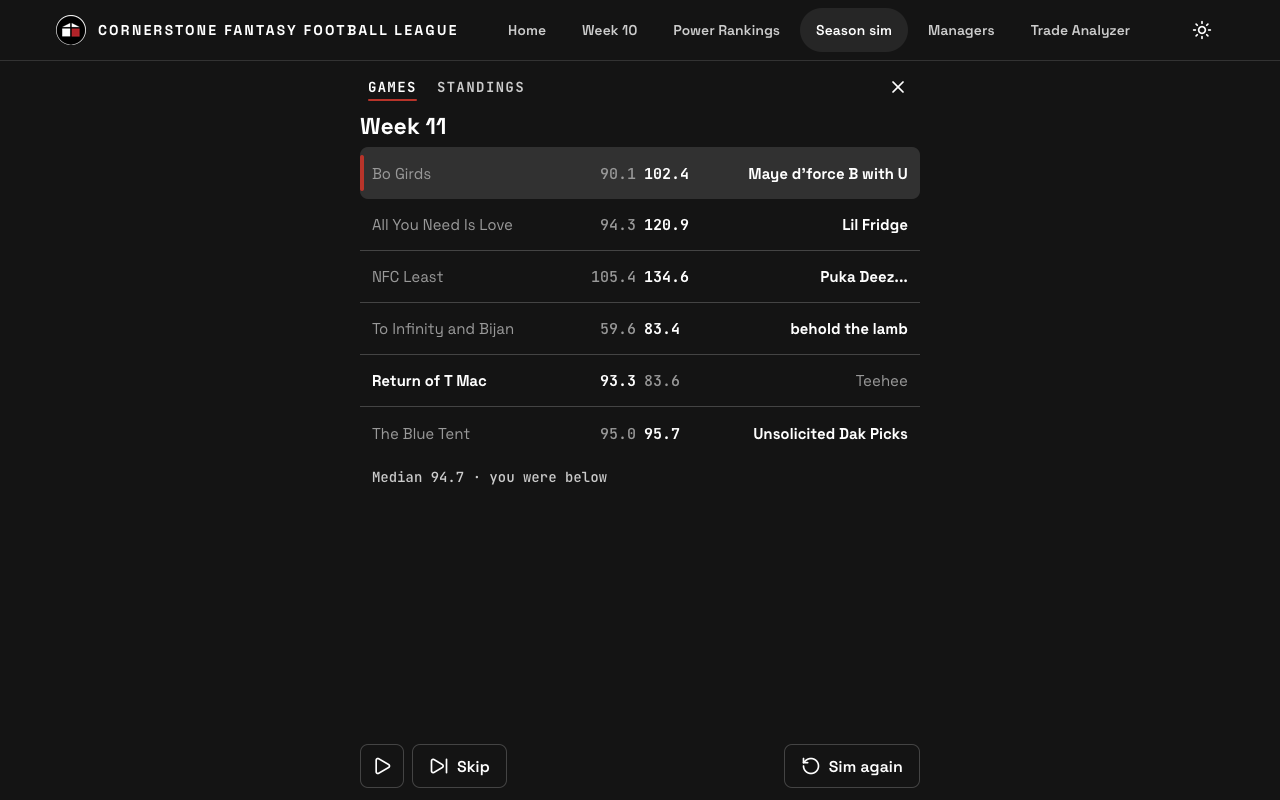 CORNERSTONE FANTASY FOOTBALL LEAGUE Home Week 10 Power Rankings Season sim Managers Trade Analyzer
GAMES STANDINGS
Week 11
Bo Girds 90.1 102.4 Maye d’force B with U
All You Need Is Love 94.3 120.9 Lil Fridge
NFC Least 105.4 134.6 Puka Deez...
To Infinity and Bijan 59.6 83.4 behold the lamb
Return of T Mac 93.3 83.6 Teehee
The Blue Tent 95.0 95.7 Unsolicited Dak Picks
Median 94.7 · you were below
Skip Sim again